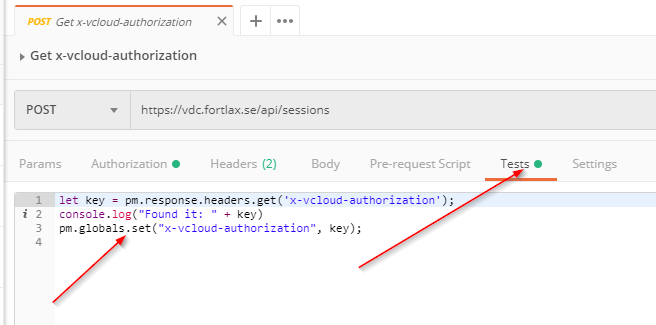 POST Get x-vcloud-authorization
Get x-vcloud-authorization
POST https://vdc.fortlax.se/api/sessions
Params Authorization Headers (2) Body Pre-request Script Tests Settings
1 let key = pm.response.headers.get('x-vcloud-authorization');
i 2 console.log("Found it: " + key)
3 pm.globals.set("x-vcloud-authorization", key);
4